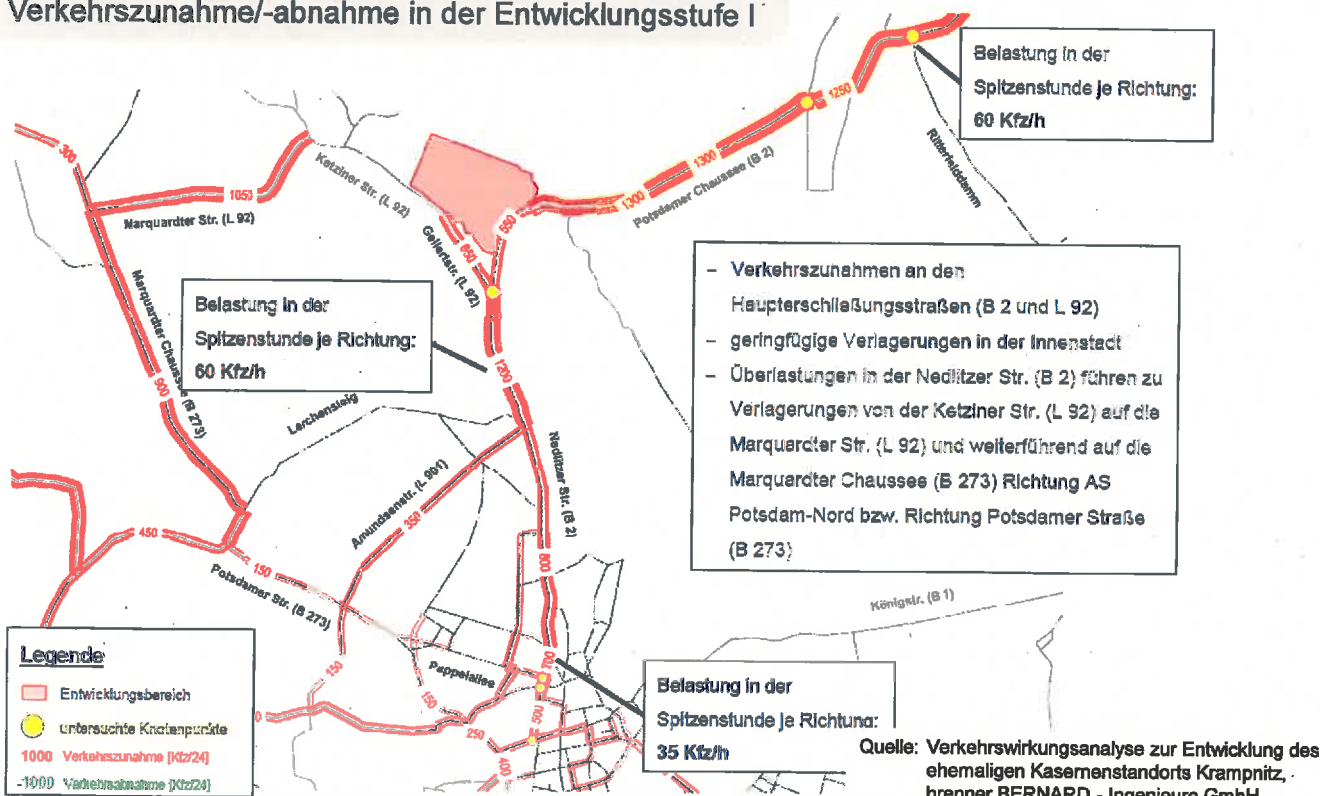 Verkehrszunahme/-abnahme in der Entwicklungsstufe I
Belastung in der
Spitzenstunde je Richtung:
60 Kfz/h
1250
Ritterfelddamm
1300
1300
Potsdamer Chaussee (B 2)
300
1050
Marquardter Str. (L 92)
Ketziner Str. (L 92)
550
650
Gellertstr. (L 92)
Marquardter Chaussee (B 273)
900
Belastung in der
Spitzenstunde je Richtung:
60 Kfz/h
1200
– Verkehrszunahmen an den
Haupterschließungsstraßen (B 2 und L 92)
– geringfügige Verlagerungen in der Innenstadt
– Überlastungen in der Nedlitzer Str. (B 2) führen zu
Verlagerungen von der Ketziner Str. (L 92) auf die
Marquardter Str. (L 92) und weiterführend auf die
Marquardter Chaussee (B 273) Richtung AS
Potsdam-Nord bzw. Richtung Potsdamer Straße
(B 273)
Lerchensteig
Nedlitzer Str. (B 2)
Amundsenstr. (L 901)
350
450
150
Potsdamer Str. (B 273)
800
Königstr. (B 1)
150
Pappelallee
700
150
500
250
400
0
Belastung in der
Spitzenstunde je Richtung:
35 Kfz/h
Legende
Entwicklungsbereich
untersuchte Knotenpunkte
1000 Verkehrszunahme [Kfz/24]
-1000 Verkehrsabnahme [Kfz/24]
Quelle: Verkehrswirkungsanalyse zur Entwicklung des
ehemaligen Kasernenstandorts Krampnitz,
brenner BERNARD - Ingenieure GmbH